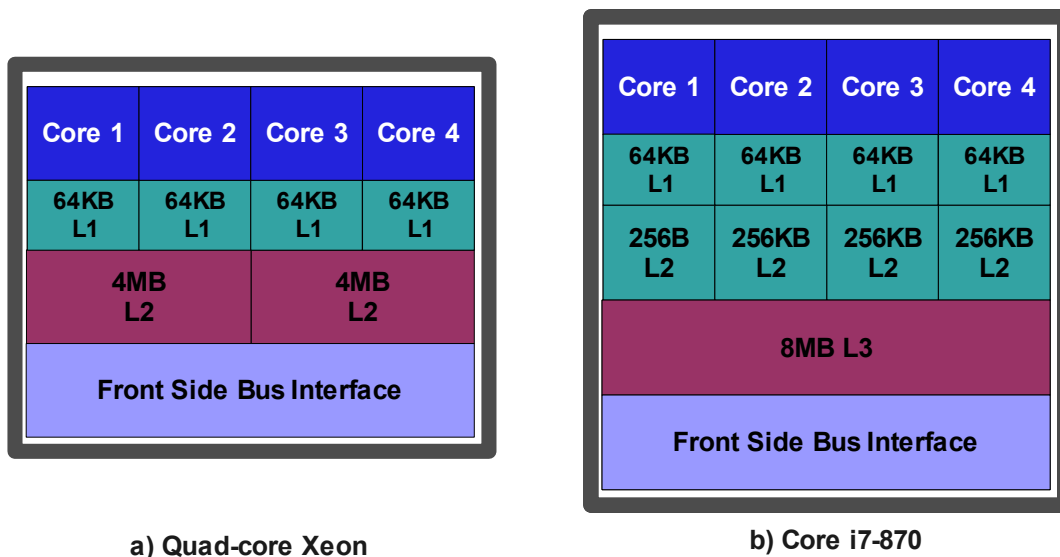 Core 1 Core 2 Core 3 Core 4
64KB 64KB 64KB 64KB
L1 L1 L1 L1
4MB 4MB
L2 L2
Front Side Bus Interface
a) Quad-core Xeon
Core 1 Core 2 Core 3 Core 4
64KB 64KB 64KB 64KB
L1 L1 L1 L1
256B 256KB 256KB 256KB
L2 L2 L2 L2
8MB L3
Front Side Bus Interface
b) Core i7-870